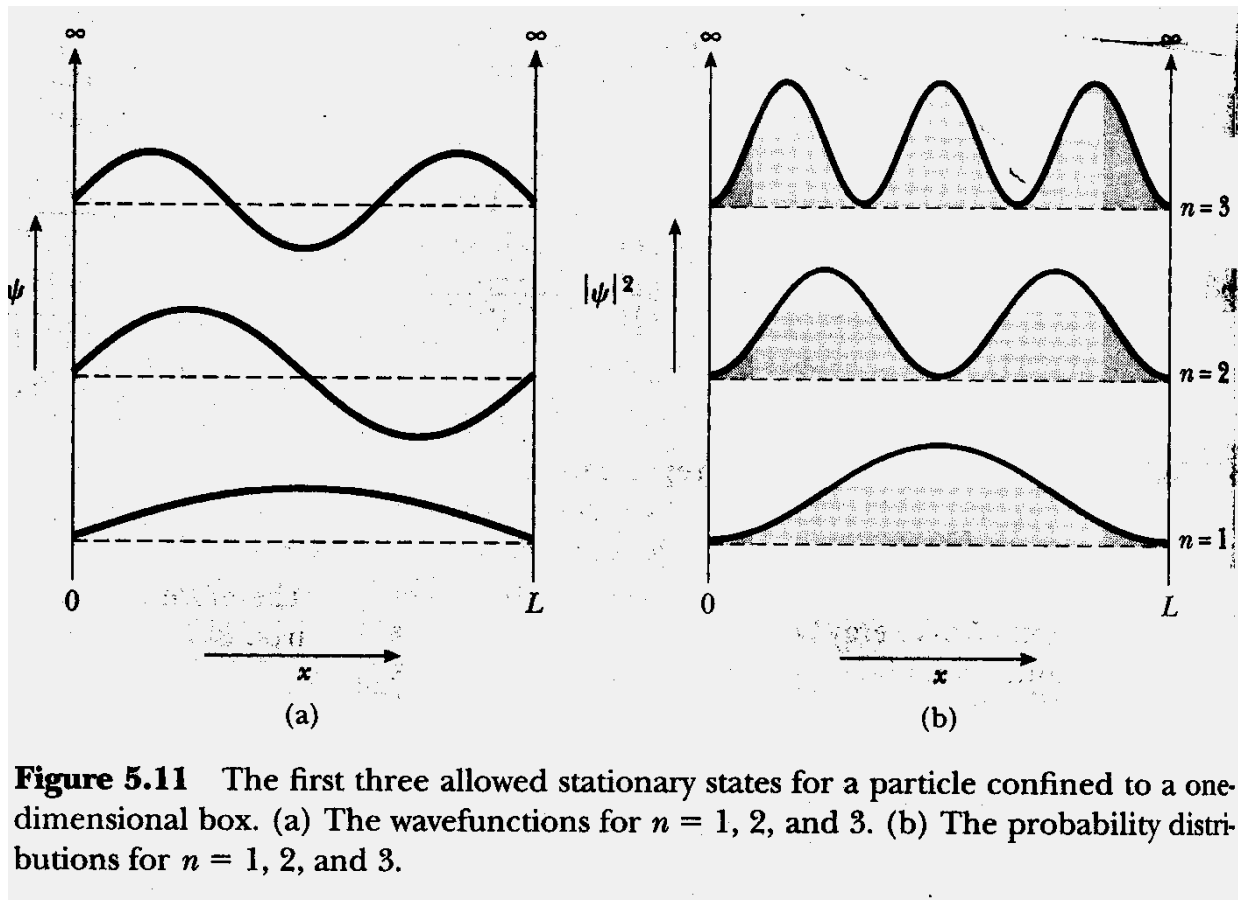 ∞
∞
ψ
0
L
x
(a)
∞
∞
|ψ|²
n = 3
n = 2
n = 1
0
L
x
(b)
Figure 5.11 The first three allowed stationary states for a particle confined to a one-
dimensional box. (a) The wavefunctions for n = 1, 2, and 3. (b) The probability distri-
butions for n = 1, 2, and 3.